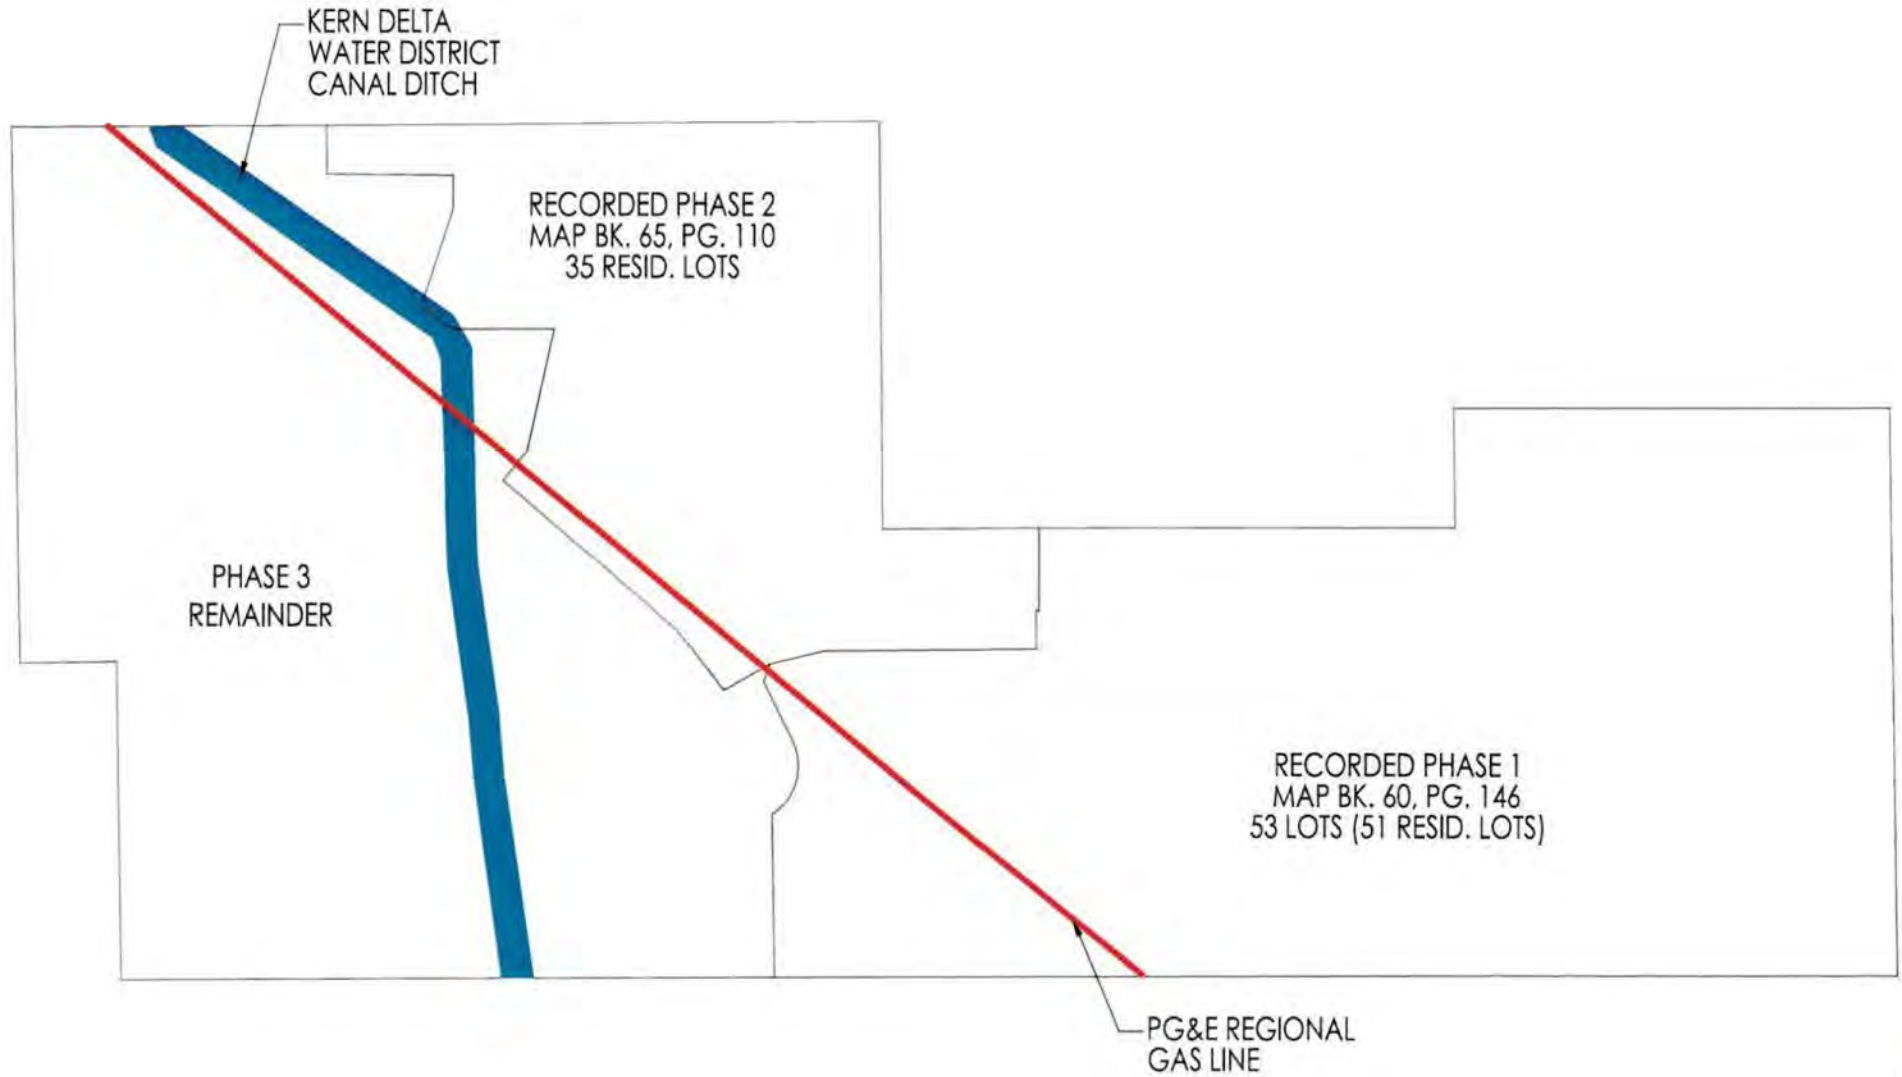 KERN DELTA
WATER DISTRICT
CANAL DITCH
RECORDED PHASE 2
MAP BK. 65, PG. 110
35 RESID. LOTS
PHASE 3
REMAINDER
RECORDED PHASE 1
MAP BK. 60, PG. 146
53 LOTS (51 RESID. LOTS)
PG&E REGIONAL
GAS LINE